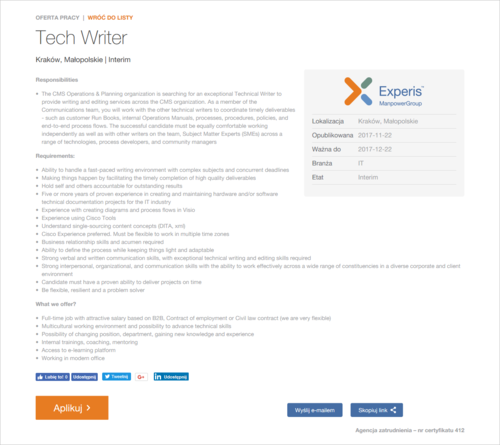 OFERTA PRACY | WRÓĆ DO LISTY
Tech Writer
Kraków, Małopolskie | Interim
Responsibilities
The CMS Operations & Planning organization is searching for an exceptional Technical Writer to
provide writing and editing services across the CMS organization. As a member of the
Communications team, you will work with the other technical writers to coordinate timely deliverables
- such as customer Run Books, internal Operations Manuals, processes, procedures, policies, and
end-to-end process flows. The successful candidate must be equally comfortable working
independently as well as with other writers on the team, Subject Matter Experts (SMEs) across a
range of technologies, process developers, and community managers
Requirements:
Ability to handle a fast-paced writing environment with complex subjects and concurrent deadlines
Making things happen by facilitating the timely completion of high quality deliverables
Hold self and others accountable for outstanding results
Five or more years of proven experience in creating and maintaining hardware and/or software
technical documentation projects for the IT industry
Experience with creating diagrams and process flows in Visio
Experience using Cisco Tools
Understand single-sourcing content concepts (DITA, xml)
Cisco Experience preferred. Must be flexible to work in multiple time zones
Business relationship skills and acumen required
Ability to define the process while keeping things light and adaptable
Strong verbal and written communication skills, with exceptional technical writing and editing skills required
Strong interpersonal, organizational, and communication skills with the ability to work effectively across a wide range of constituencies in a diverse corporate and client
environment
Candidate must have a proven ability to deliver projects on time
Be flexible, resilient and a problem solver
What we offer?
Full-time job with attractive salary based on B2B, Contract of employment or Civil law contract (we are very flexible)
Multicultural working environment and possibility to advance technical skills
Possibility of changing position, department, gaining new knowledge and experience
Internal trainings, coaching, mentoring
Access to e-learning platform
Working in modern office
Experis™
ManpowerGroup
Lokalizacja Kraków, Małopolskie
Opublikowana 2017-11-22
Ważna do 2017-12-22
Branża IT
Etat Interim
Lubię to! 0 Udostępnij Tweetnij G+ in Udostępnij
Aplikuj
Wyślij e-mailem
Skopiuj link
Agencja zatrudnienia – nr certyfikatu 412